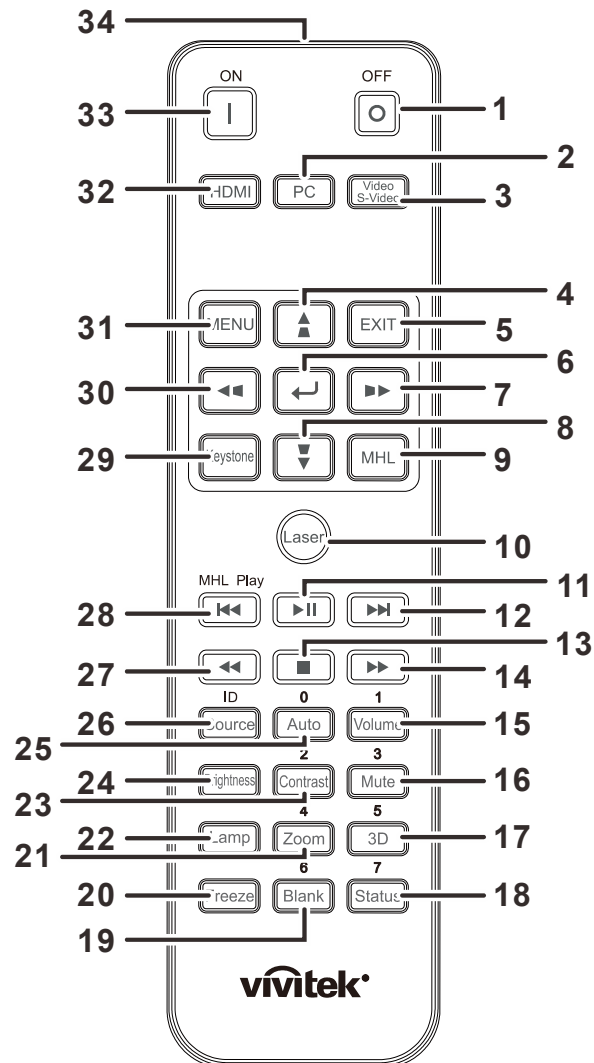 34
ON OFF
33 1
2
32 HDMI PC Video S-Video 3
4
31 MENU EXIT 5
6
30 7
8
29 Keystone MHL 9
Laser 10
MHL Play 11
28 12
13
27 14
ID 0 1
26 Source Auto Volume 15
25 2 3
24 Brightness Contrast Mute 16
23 4 5
22 Lamp Zoom 3D 17
21 6 7
20 Freeze Blank Status 18
19
vivitek